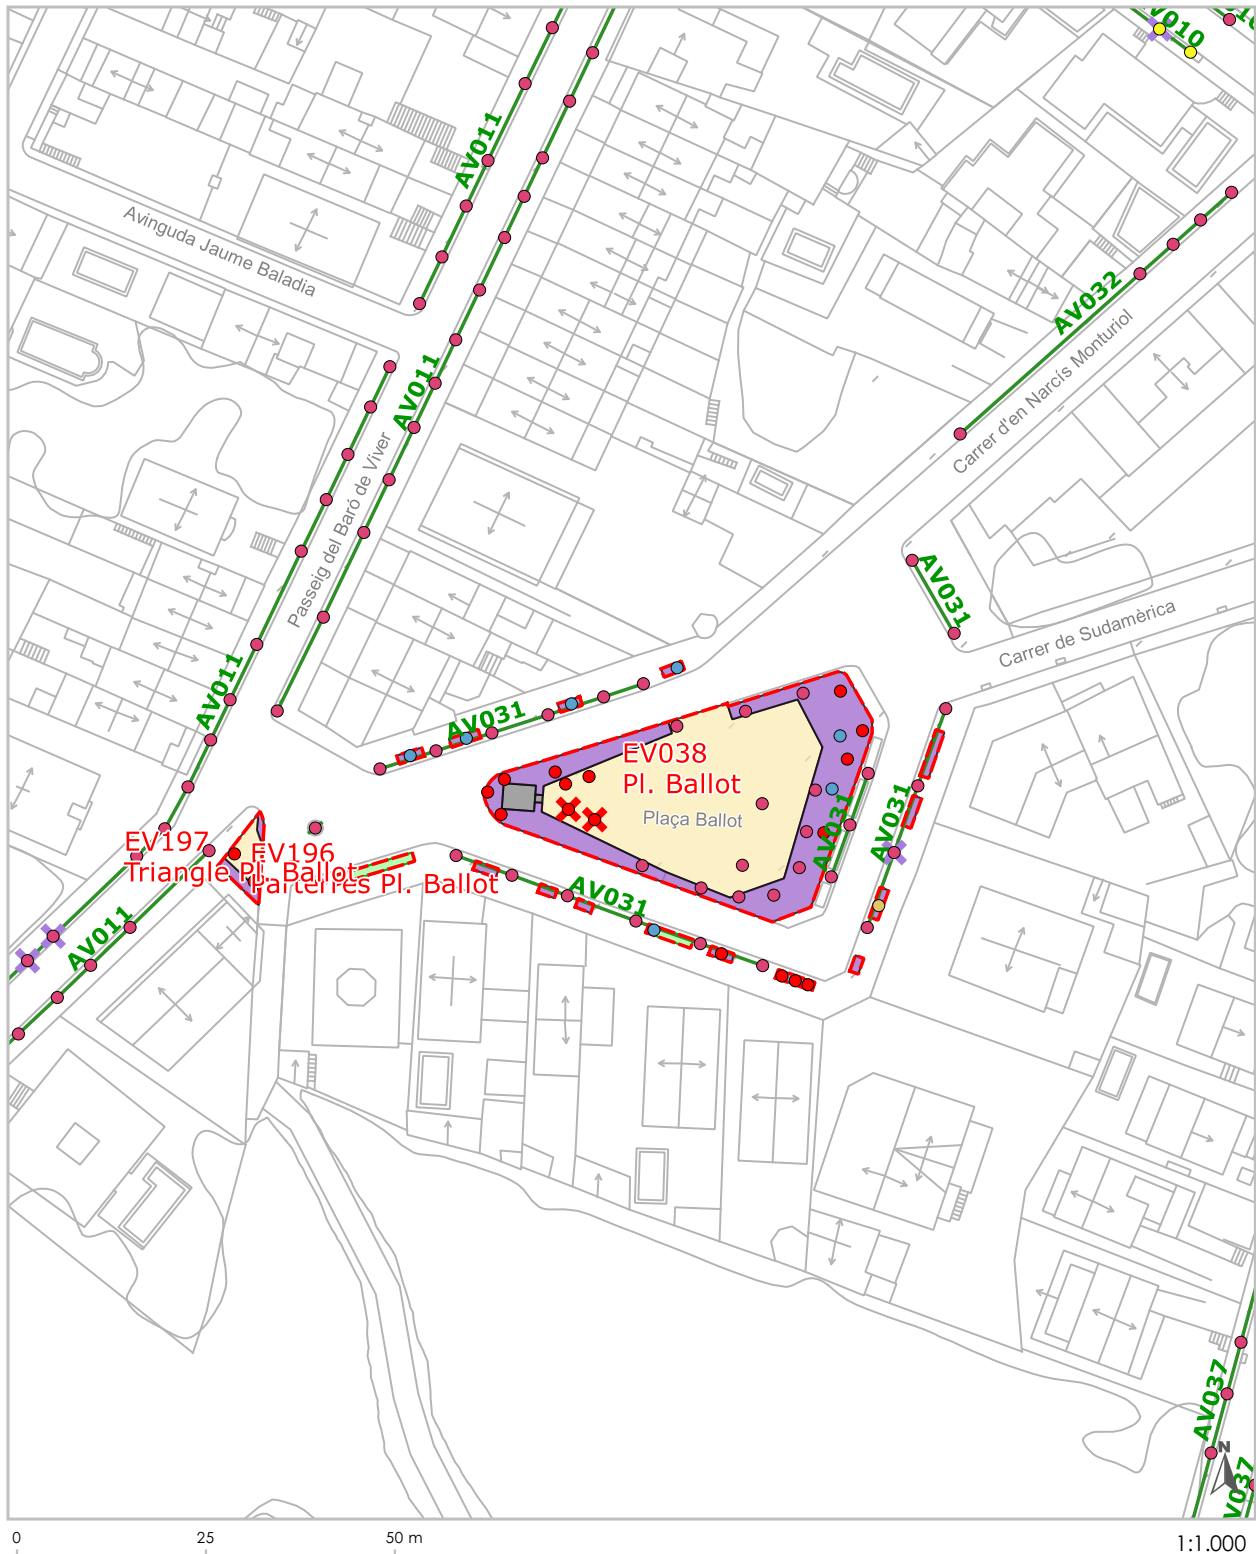 AV010
AV011
Avinguda Jaume Baladia
AV032
Carrer d'en Narcís Monturiol
AV011
Passeig del Baró de Viver
AV031
Carrer de Sudamèrica
AV011
AV031
EV038
Pl. Ballot
Plaça Ballot
AV031
AV031
EV197
Triangle Pl. Ballot
EV196
Parterres Pl. Ballot
AV031
AV011
AV037
N
0 25 50 m
1:1.000